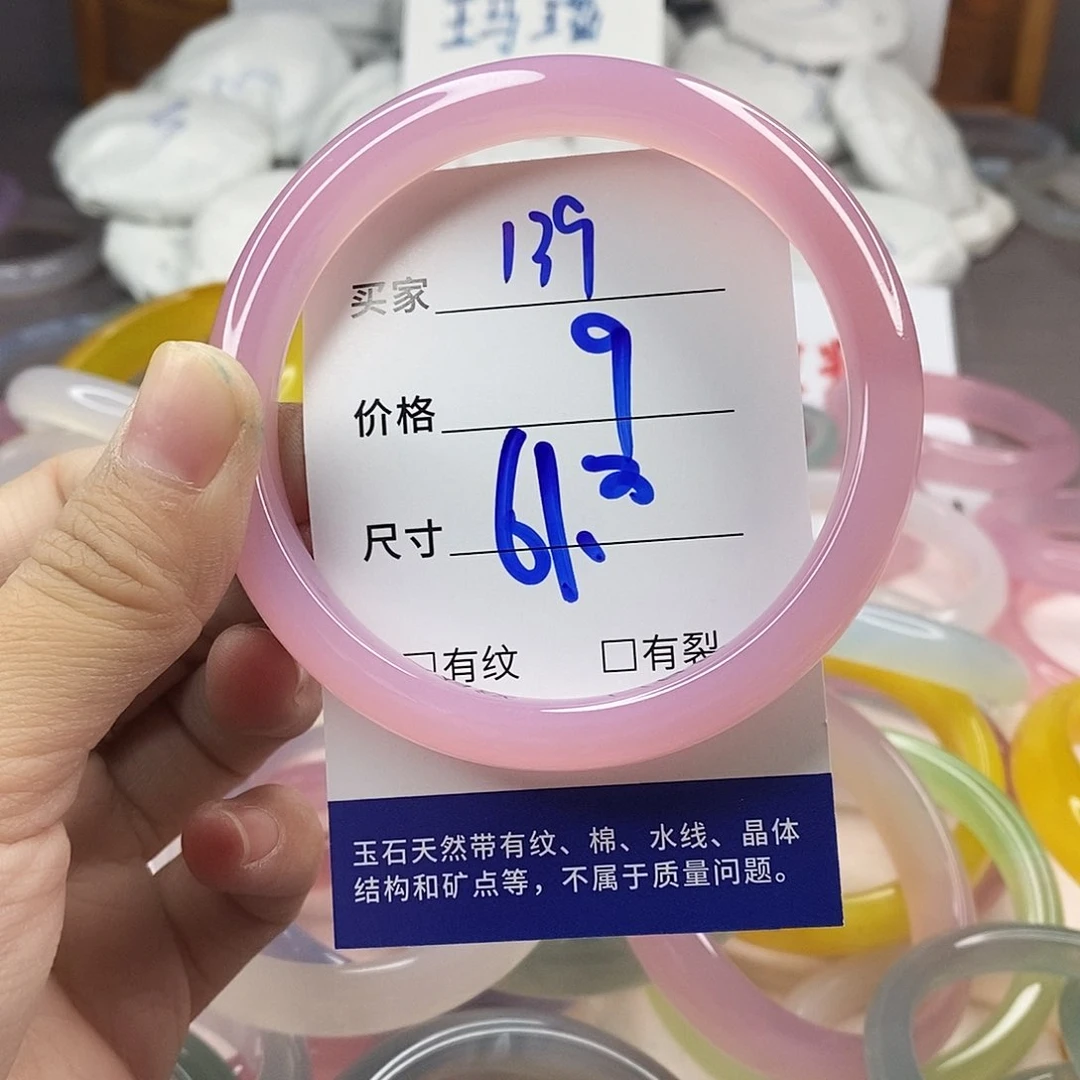 玛瑙
139
买家
9
价格
61.
尺寸
□有纹 □有裂
玉石天然带有纹、棉、水线、晶体
结构和矿点等，不属于质量问题。